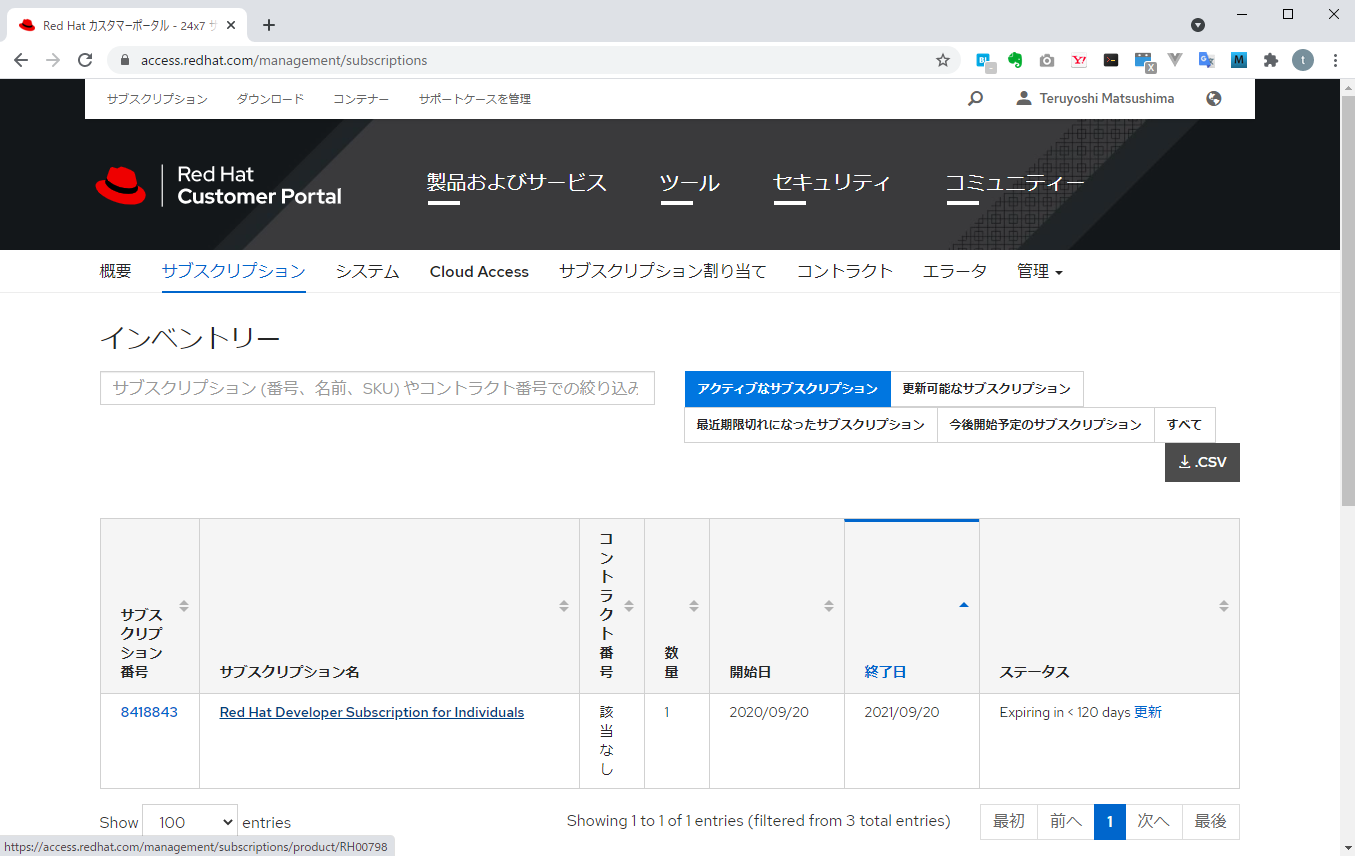 Red Hat カスタマーポータル - 24x7 サ
access.redhat.com/management/subscriptions
サブスクリプション ダウンロード コンテナー サポートケースを管理 Teruyoshi Matsushima
Red Hat
Customer Portal
製品およびサービス ツール セキュリティ コミュニティー
概要 サブスクリプション システム Cloud Access サブスクリプション割り当て コントラクト エラータ 管理
インベントリー
サブスクリプション (番号、名前、SKU) やコントラクト番号での絞り込み
アクティブなサブスクリプション 更新可能なサブスクリプション
最近期限切れになったサブスクリプション 今後開始予定のサブスクリプション すべて
.CSV
サブス
クリプ
ション
番号
サブスクリプション名
コ
ン
ト
ラ
ク
ト
番
号
数
量
開始日
終了日
ステータス
8418843
Red Hat Developer Subscription for Individuals
該
当
な
し
1
2020/09/20
2021/09/20
Expiring in < 120 days 更新
Show 100 entries
Showing 1 to 1 of 1 entries (filtered from 3 total entries)
最初 前へ 1 次へ 最後
https://access.redhat.com/management/subscriptions/product/RH00798